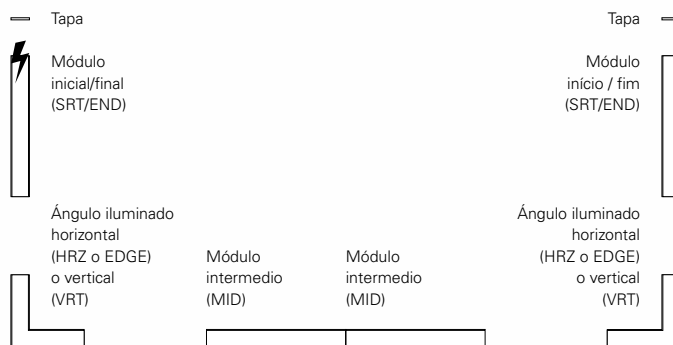 Tapa
Módulo
inicial/final
(SRT/END)
Tapa
Módulo
início / fim
(SRT/END)
Ángulo iluminado
horizontal
(HRZ o EDGE)
o vertical
(VRT)
Módulo
intermedio
(MID)
Módulo
intermedio
(MID)
Ángulo iluminado
horizontal
(HRZ o EDGE)
o vertical
(VRT)